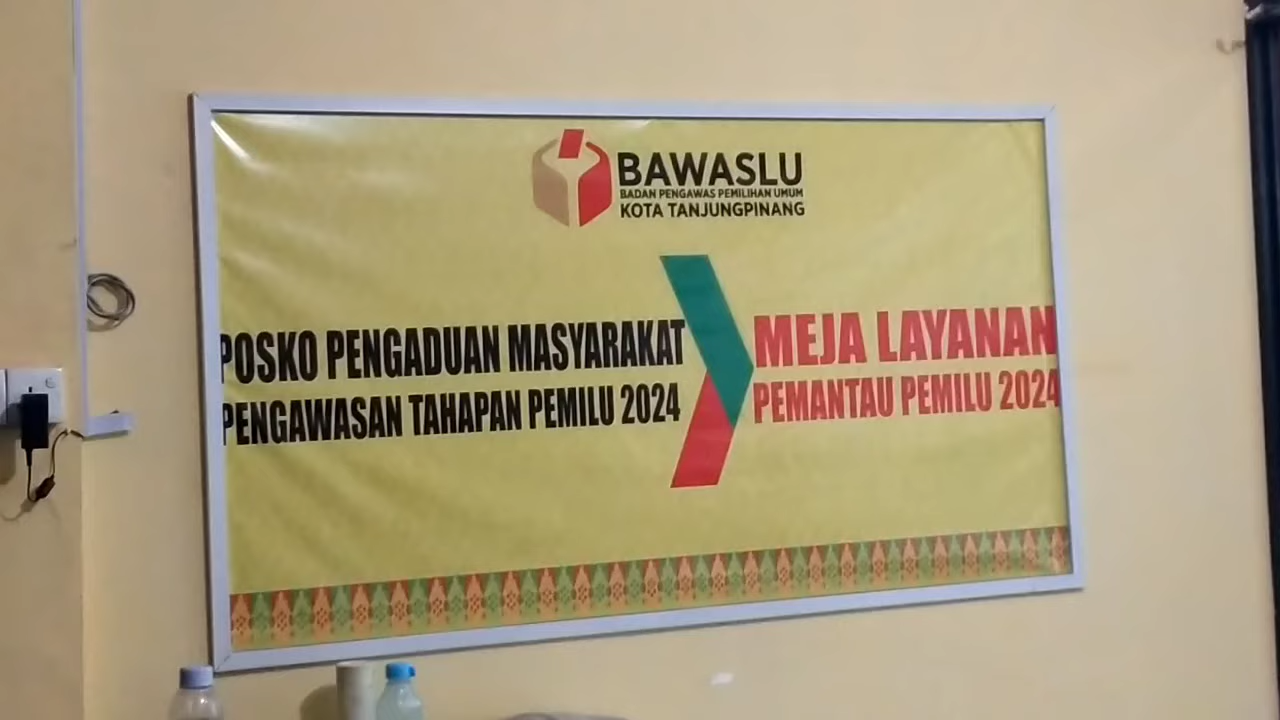 BAWASLU
BADAN PENGAWAS PEMILIHAN UMUM
KOTA TANJUNGPINANG
POSKO PENGADUAN MASYARAKAT
PENGAWASAN TAHAPAN PEMILU 2024
MEJA LAYANAN
PEMANTAU PEMILU 2024